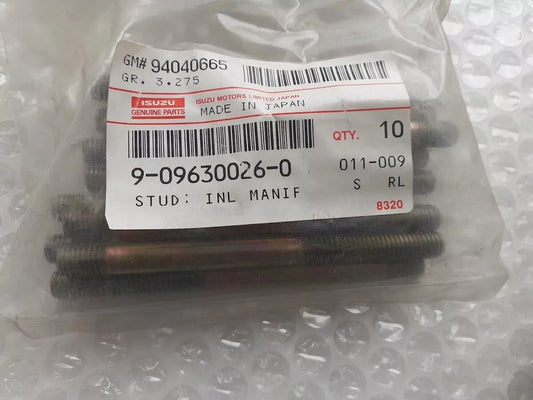 GM# 94040665
GR. 3.275
ISUZU
GENUINE PARTS
ISUZU MOTORS LIMITED JAPAN
MADE IN JAPAN
QTY. 10
9-09630026-0
011-009
STUD: INL MANIF
S RL
8320